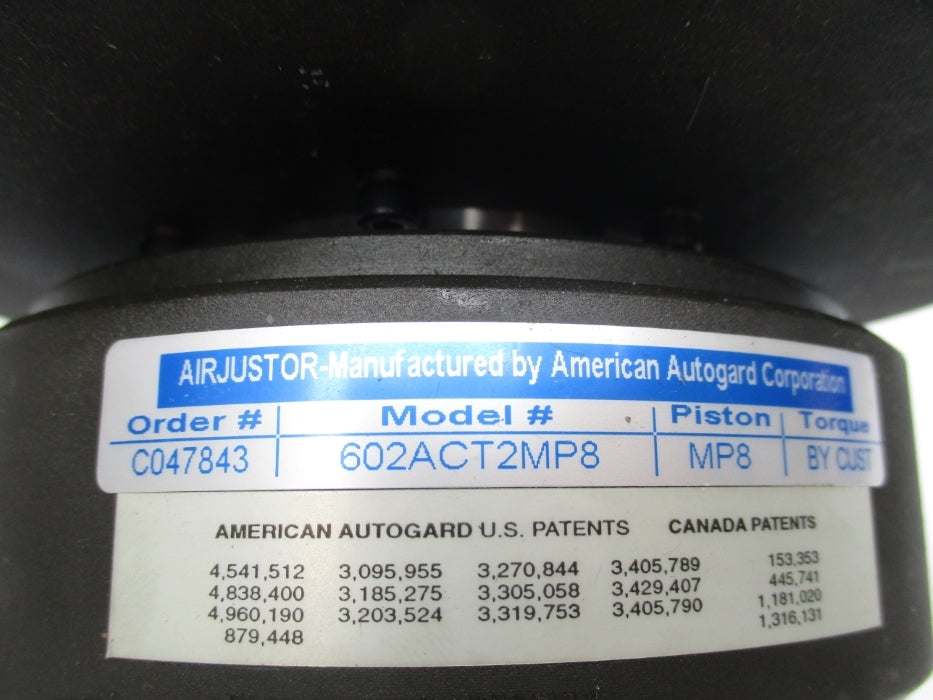 AIRJUSTOR-Manufactured by American Autogard Corporation
Order # Model # Piston Torque
C047843 602ACT2MP8 MP8 BY CUST
AMERICAN AUTOGARD U.S. PATENTS CANADA PATENTS
4,541,512 3,095,955 3,270,844 3,405,789 153,353
4,838,400 3,185,275 3,305,058 3,429,407 445,741
4,960,190 3,203,524 3,319,753 3,405,790 1,181,020
879,448 1,316,131